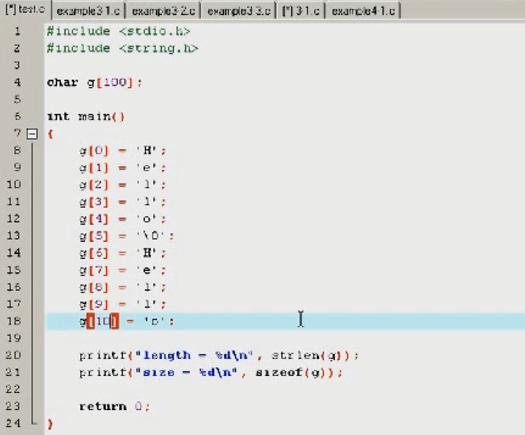 [*] test.c example3-1.c example3-2.c example3-3.c [*] 3-1.c example4-1.c
1 #include <stdio.h>
2 #include <string.h>
3
4 char g[100];
5
6 int main()
7 {
8 g[0] = 'H';
9 g[1] = 'e';
10 g[2] = 'l';
11 g[3] = 'l';
12 g[4] = 'o';
13 g[5] = '\0';
14 g[6] = 'H';
15 g[7] = 'e';
16 g[8] = 'l';
17 g[9] = 'l';
18 g[10] = 'o';
19
20 printf("length = %d\n", strlen(g));
21 printf("size = %d\n", sizeof(g));
22
23 return 0;
24 }